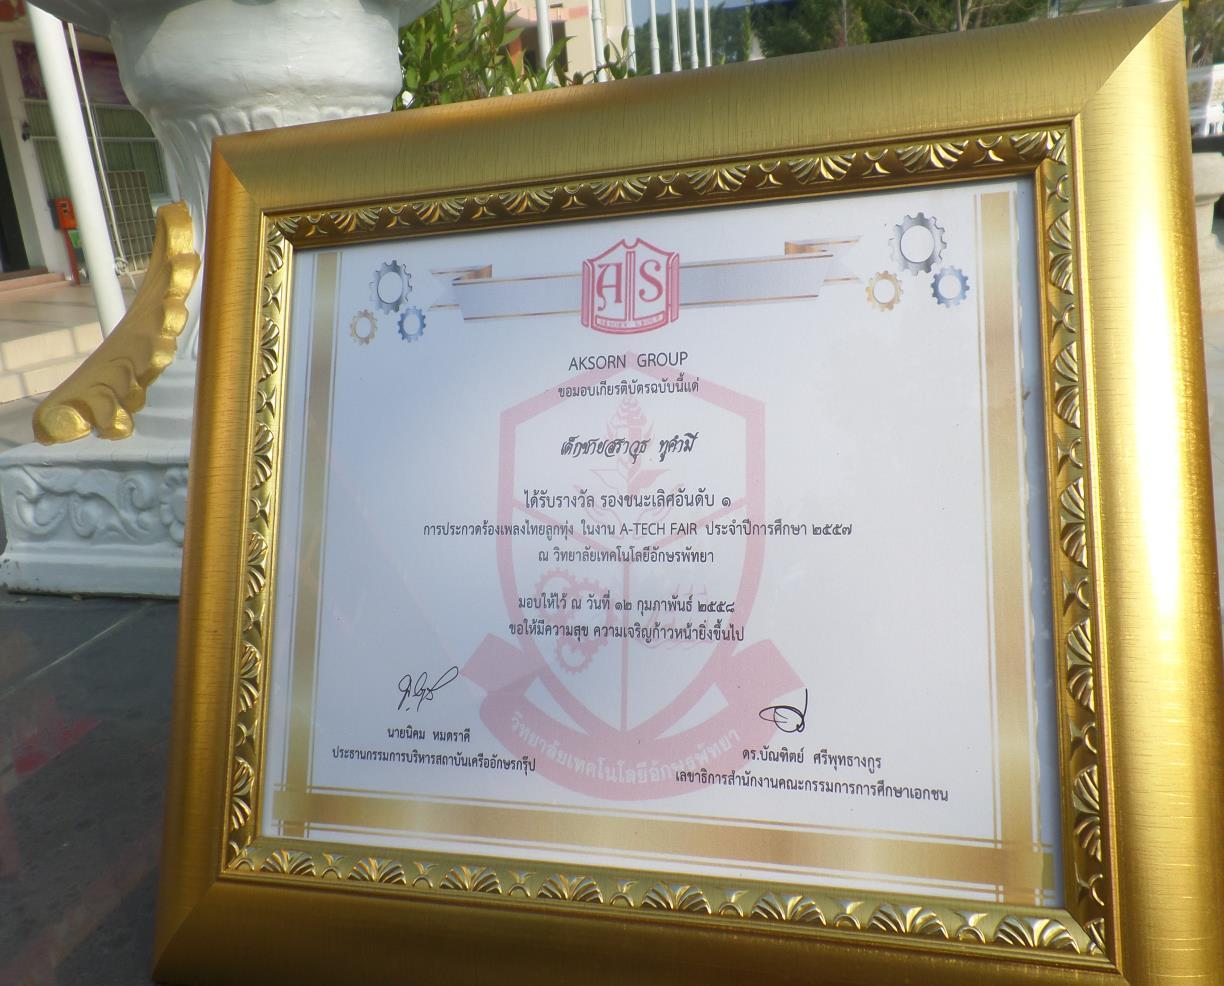 AS
AKSORN GROUP
AKSORN GROUP
ขอมอบเกียรติบัตรฉบับนี้แด่
เด็กชายสราวุธ ทูคำมี
ได้รับรางวัล รองชนะเลิศอันดับ ๑
การประกวดร้องเพลงไทยลูกทุ่ง ในงาน A-TECH FAIR ประจำปีการศึกษา ๒๕๕๗
ณ วิทยาลัยเทคโนโลยีอักษรพัทยา
มอบให้ไว้ ณ วันที่ ๑๒ กุมภาพันธ์ ๒๕๕๘
ขอให้มีความสุข ความเจริญก้าวหน้ายิ่งขึ้นไป
นายนิคม หมดราคี
ประธานกรรมการบริหารสถาบันเครืออักษรกรุ๊ป
ดร.บัณฑิตย์ ศรีพุทธางกูร
เลขาธิการสำนักงานคณะกรรมการการศึกษาเอกชน
วิทยาลัยเทคโนโลยีอักษรพัทยา